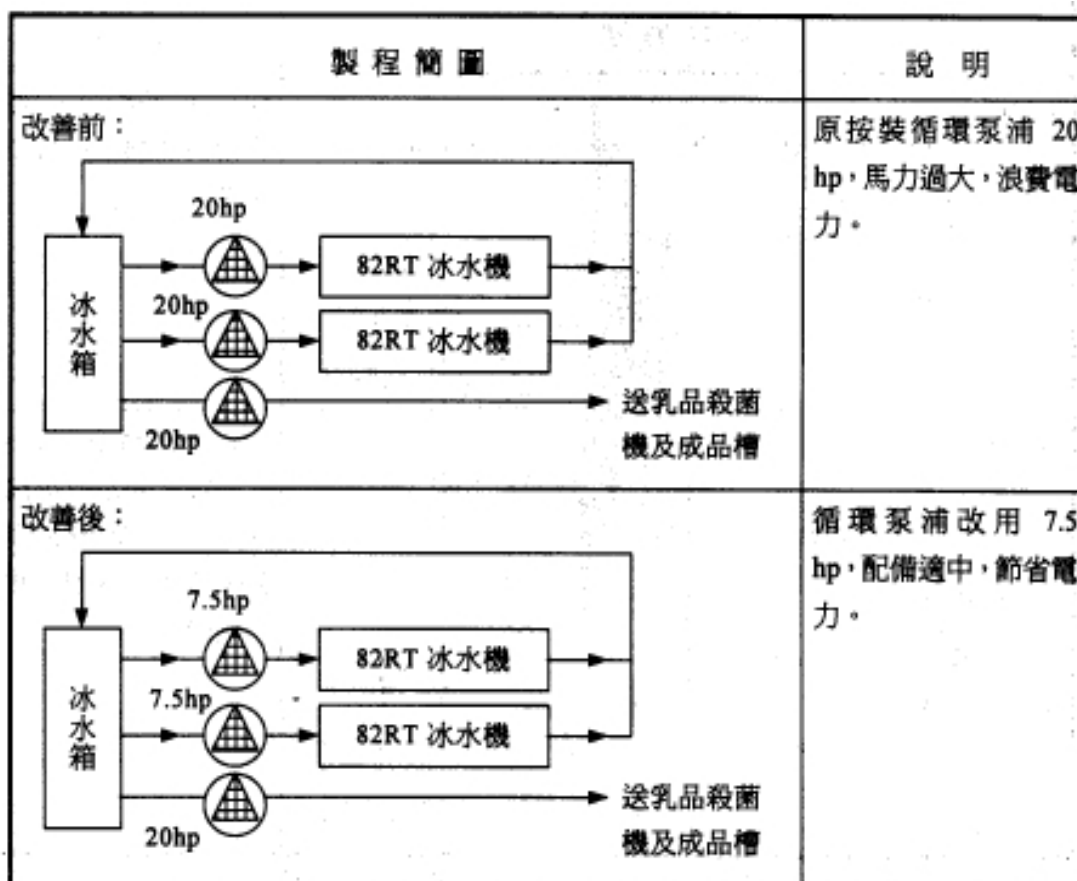 製程簡圖
說明
改善前：
原按裝循環泵浦 20
hp，馬力過大，浪費電
力。
20hp
82RT 冰水機
20hp
82RT 冰水機
冰水箱
20hp
送乳品殺菌
機及成品槽
改善後：
循環泵浦改用 7.5
hp，配備適中，節省電
力。
7.5hp
82RT 冰水機
7.5hp
82RT 冰水機
冰水箱
20hp
送乳品殺菌
機及成品槽